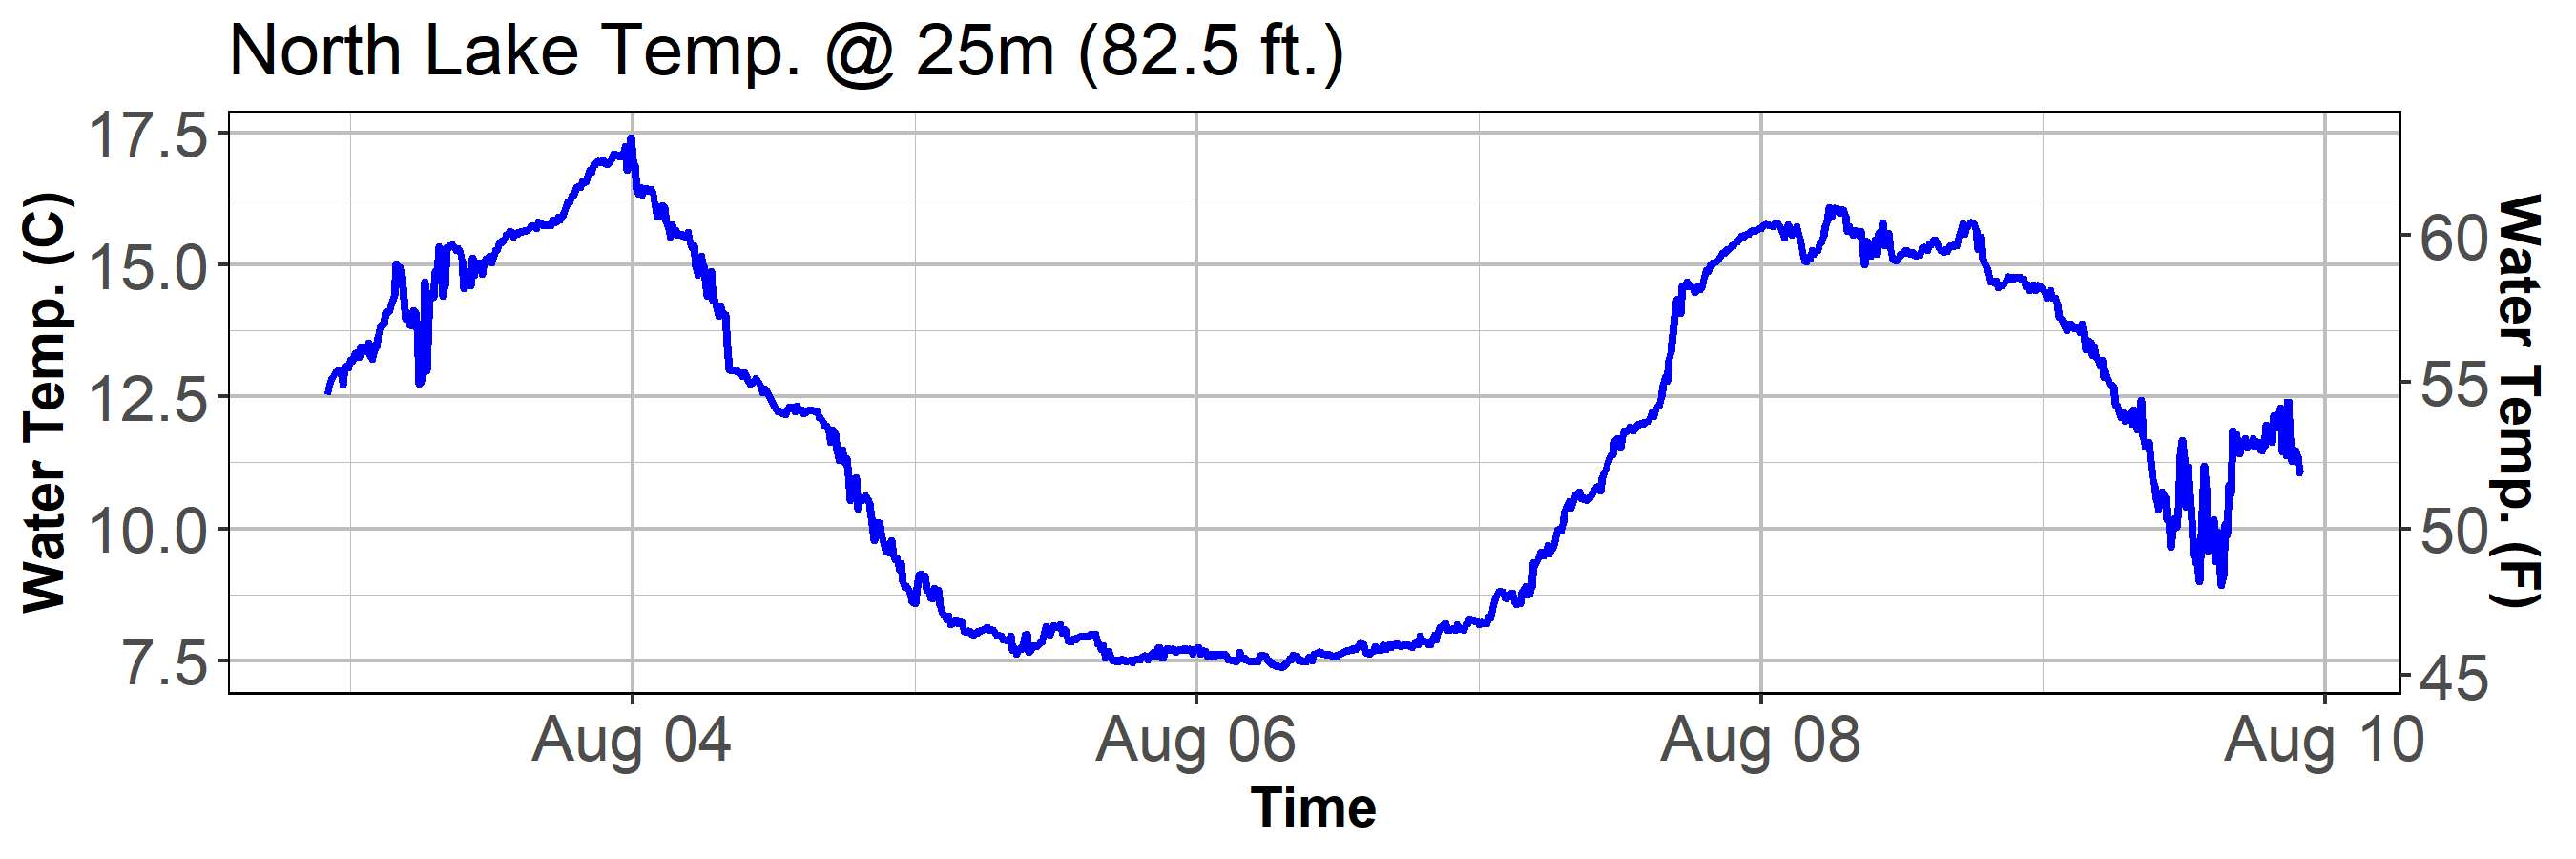 North Lake Temp. @ 25m (82.5 ft.)
Water Temp. (C)
17.5
15.0
12.5
10.0
7.5
Water Temp. (F)
60
55
50
45
Aug 04 Aug 06 Aug 08 Aug 10
Time